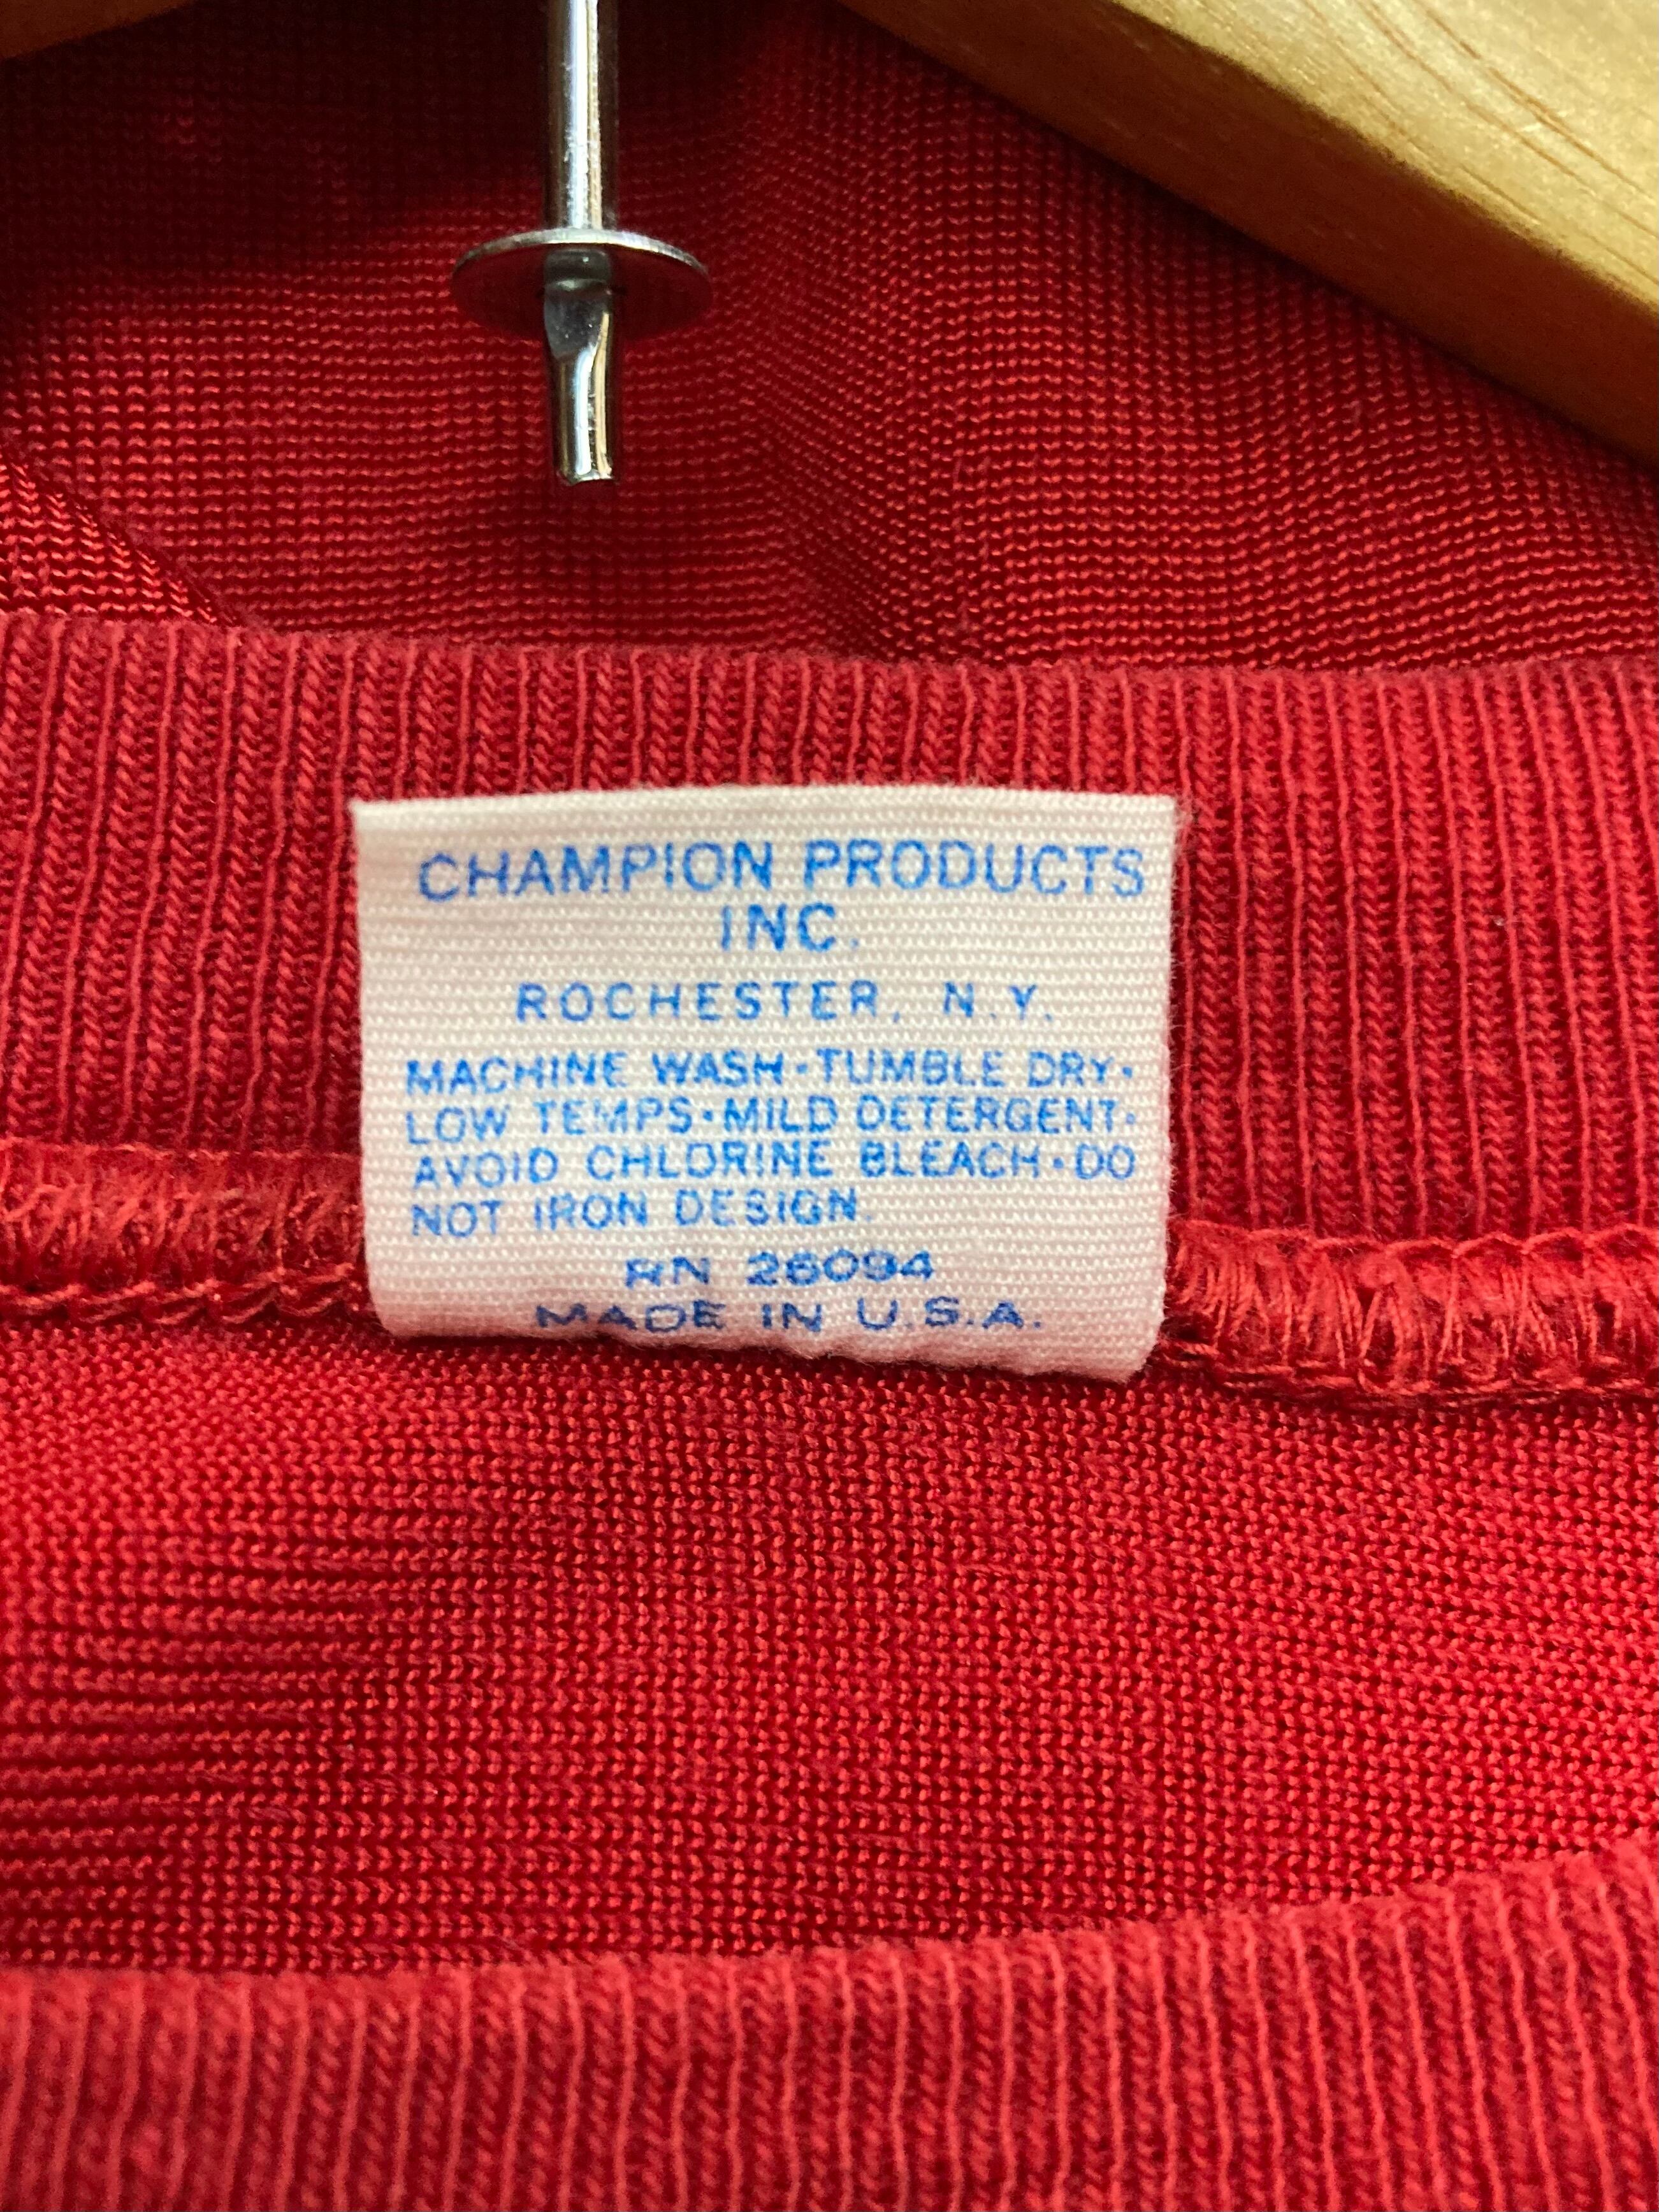 CHAMPION PRODUCTS
INC.
ROCHESTER, N.Y.
MACHINE WASH·TUMBLE DRY·
LOW TEMPS·MILD DETERGENT·
AVOID CHLORINE BLEACH·DO
NOT IRON DESIGN.
RN 26094
MADE IN U.S.A.